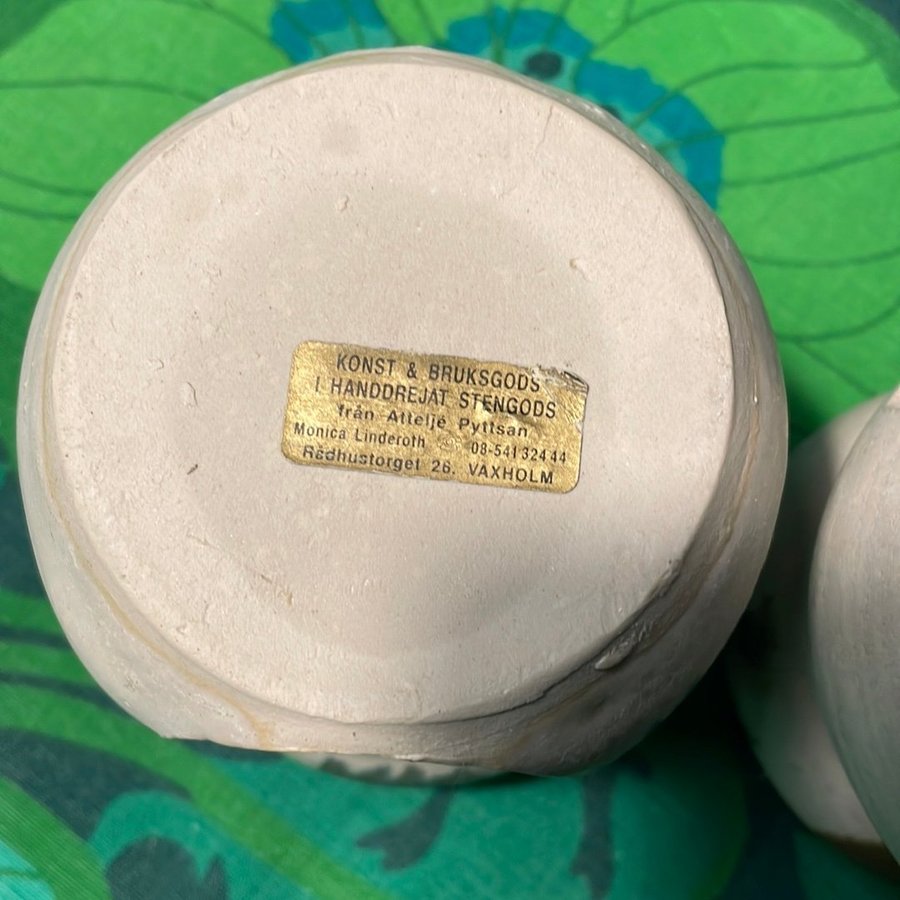 KONST & BRUKSGODS
I HANDDREJAT STENGODS
från Atteljé Pyttsan
Monica Linderoth 08-541 324 44
Rådhustorget 26. VAXHOLM